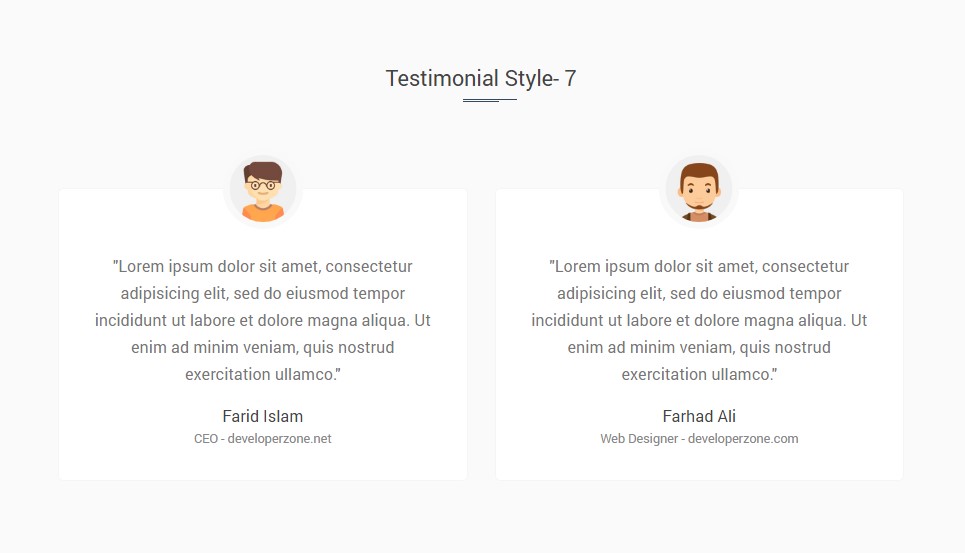 Testimonial Style- 7
"Lorem ipsum dolor sit amet, consectetur
adipisicing elit, sed do eiusmod tempor
incididunt ut labore et dolore magna aliqua. Ut
enim ad minim veniam, quis nostrud
exercitation ullamco."
Farid Islam
CEO - developerzone.net
"Lorem ipsum dolor sit amet, consectetur
adipisicing elit, sed do eiusmod tempor
incididunt ut labore et dolore magna aliqua. Ut
enim ad minim veniam, quis nostrud
exercitation ullamco."
Farhad Ali
Web Designer - developerzone.com